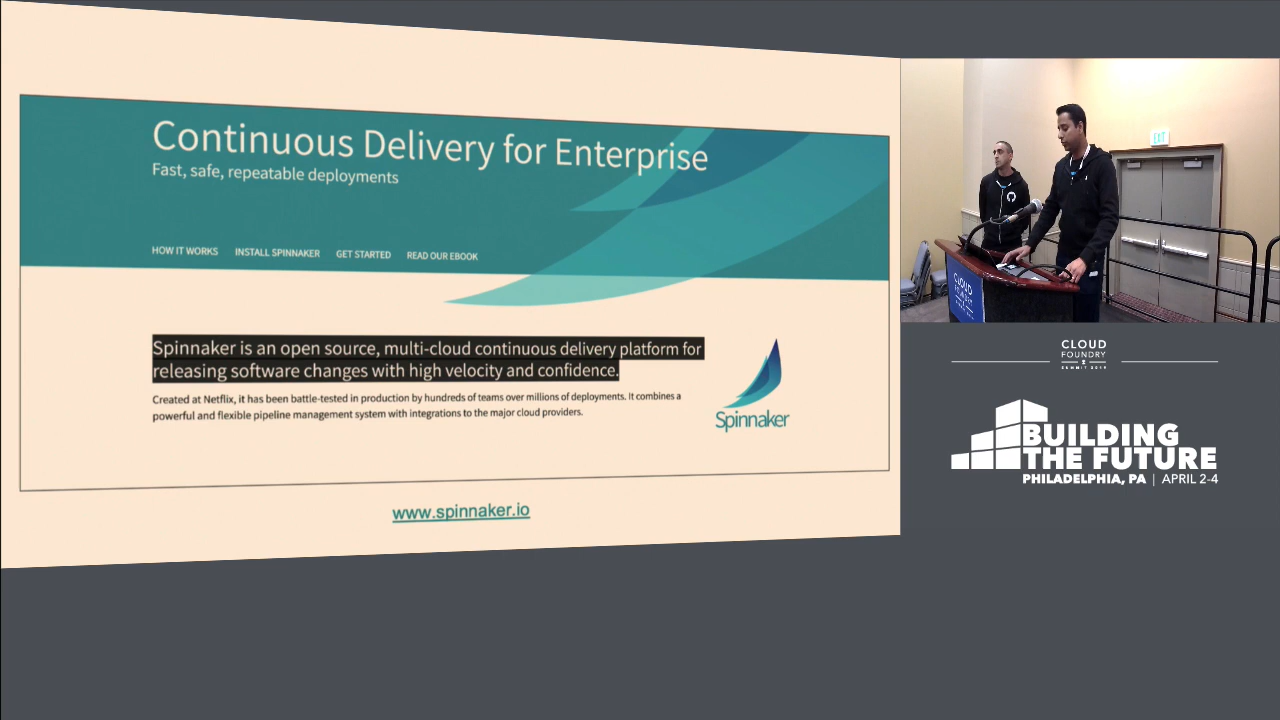 Continuous Delivery for Enterprise
Fast, safe, repeatable deployments
HOW IT WORKS INSTALL SPINNAKER GET STARTED READ OUR EBOOK
Spinnaker is an open source, multi-cloud continuous delivery platform for
releasing software changes with high velocity and confidence.
Created at Netflix, it has been battle-tested in production by hundreds of teams over millions of deployments. It combines a
powerful and flexible pipeline management system with integrations to the major cloud providers.
Spinnaker
www.spinnaker.io
EXIT
CLOUD
FOUNDRY
CLOUD
FOUNDRY
SUMMIT 2019
BUILDING
THE FUTURE
PHILADELPHIA, PA | APRIL 2-4